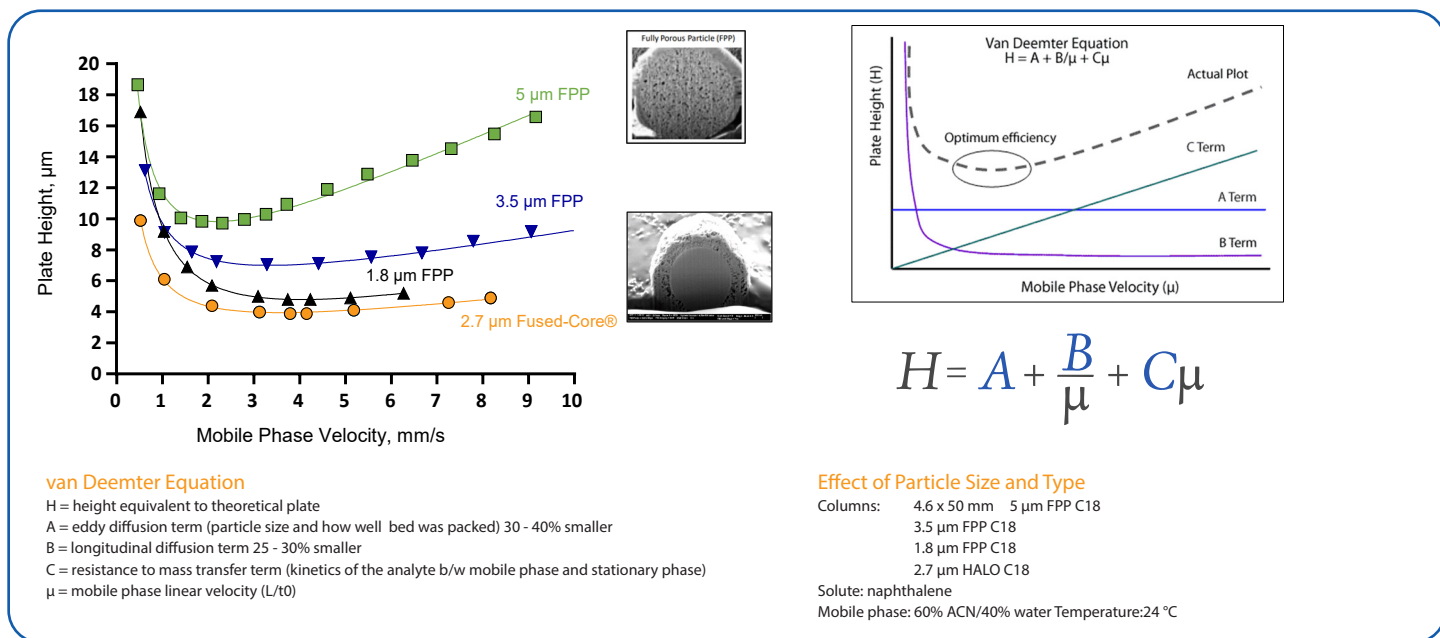 20
18
16
14
12
10
8
6
4
2
0
0 1 2 3 4 5 6 7 8 9 10
Plate Height, µm
Mobile Phase Velocity, mm/s
5 µm FPP
3.5 µm FPP
1.8 µm FPP
2.7 µm Fused-Core®
Fully Porous Particle (FPP)
Van Deemter Equation
H = A + B/µ + Cµ
Plate Height (H)
Actual Plot
Optimum efficiency
C Term
A Term
B Term
Mobile Phase Velocity (µ)
H = A + B/µ + Cµ
van Deemter Equation
H = height equivalent to theoretical plate
A = eddy diffusion term (particle size and how well bed was packed) 30 - 40% smaller
B = longitudinal diffusion term 25 - 30% smaller
C = resistance to mass transfer term (kinetics of the analyte b/w mobile phase and stationary phase)
µ = mobile phase linear velocity (L/t0)
Effect of Particle Size and Type
Columns: 4.6 x 50 mm 5 µm FPP C18
3.5 µm FPP C18
1.8 µm FPP C18
2.7 µm HALO C18
Solute: naphthalene
Mobile phase: 60% ACN/40% water Temperature:24 °C